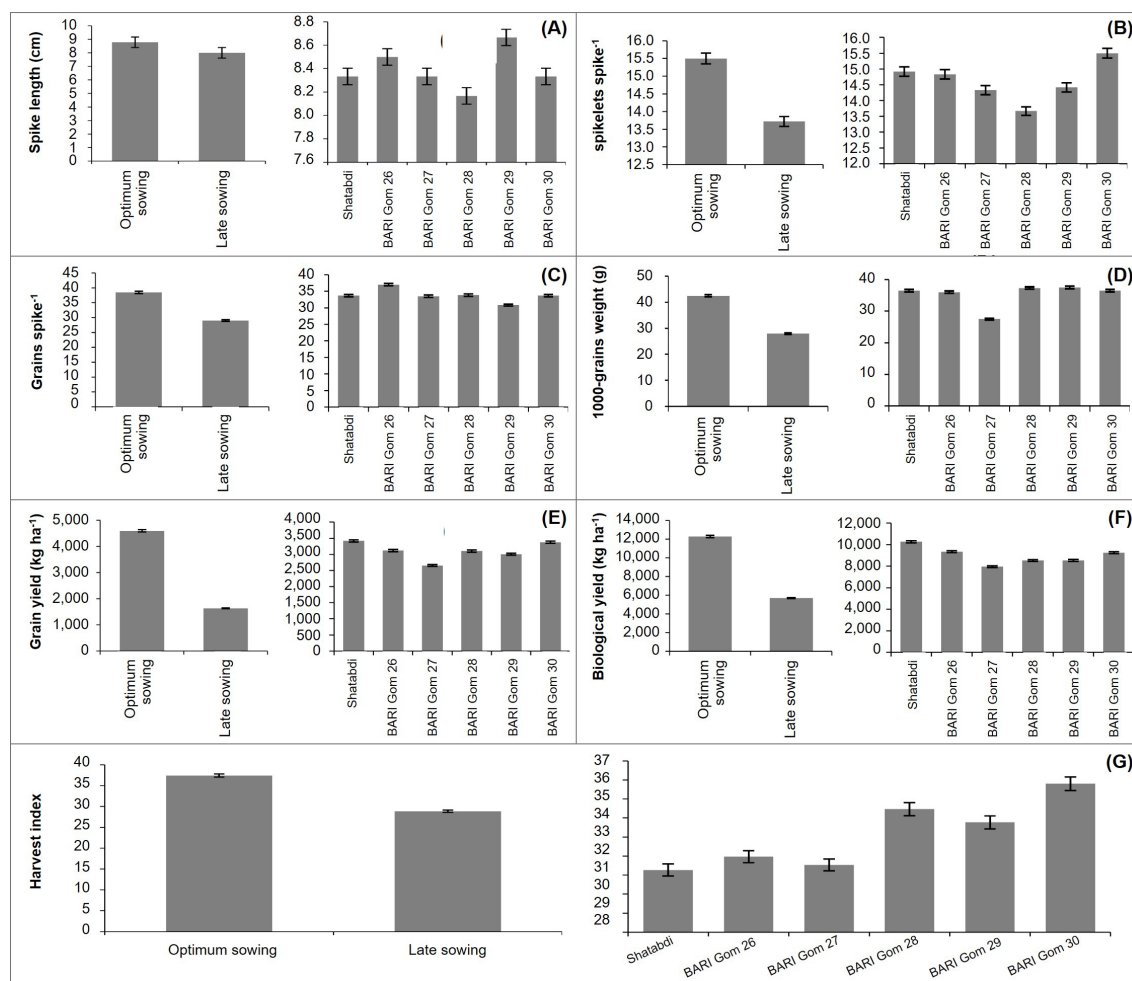 Spike length (cm)
10
9
8
7
6
5
4
3
2
1
0
Optimum
sowing
Late sowing
(A)
8.8
8.6
8.4
8.2
8.0
7.8
7.6
Shatabdi
BARI Gom 26
BARI Gom 27
BARI Gom 28
BARI Gom 29
BARI Gom 30
spikelets spike-1
16.0
15.5
15.0
14.5
14.0
13.5
13.0
12.5
Optimum
sowing
Late sowing
(B)
16.0
15.5
15.0
14.5
14.0
13.5
13.0
12.5
12.0
Shatabdi
BARI Gom 26
BARI Gom 27
BARI Gom 28
BARI Gom 29
BARI Gom 30
Grains spike-1
45
40
35
30
25
20
15
10
5
0
Optimum
sowing
Late sowing
(C)
40
35
30
25
20
15
10
5
0
Shatabdi
BARI Gom 26
BARI Gom 27
BARI Gom 28
BARI Gom 29
BARI Gom 30
1000-grains weight (g)
50
40
30
20
10
0
Optimum
sowing
Late sowing
(D)
40
30
20
10
0
Shatabdi
BARI Gom 26
BARI Gom 27
BARI Gom 28
BARI Gom 29
BARI Gom 30
Grain yield (kg ha-1)
5,000
4,000
3,000
2,000
1,000
0
Optimum
sowing
Late sowing
(E)
4,000
3,500
3,000
2,500
2,000
1,500
1,000
500
0
Shatabdi
BARI Gom 26
BARI Gom 27
BARI Gom 28
BARI Gom 29
BARI Gom 30
Biological yield (kg ha-1)
14,000
12,000
10,000
8,000
6,000
4,000
2,000
0
Optimum
sowing
Late sowing
(F)
12,000
10,000
8,000
6,000
4,000
2,000
0
Shatabdi
BARI Gom 26
BARI Gom 27
BARI Gom 28
BARI Gom 29
BARI Gom 30
Harvest index
40
35
30
25
20
15
10
5
0
Optimum sowing
Late sowing
(G)
37
36
35
34
33
32
31
30
29
28
Shatabdi
BARI Gom 26
BARI Gom 27
BARI Gom 28
BARI Gom 29
BARI Gom 30